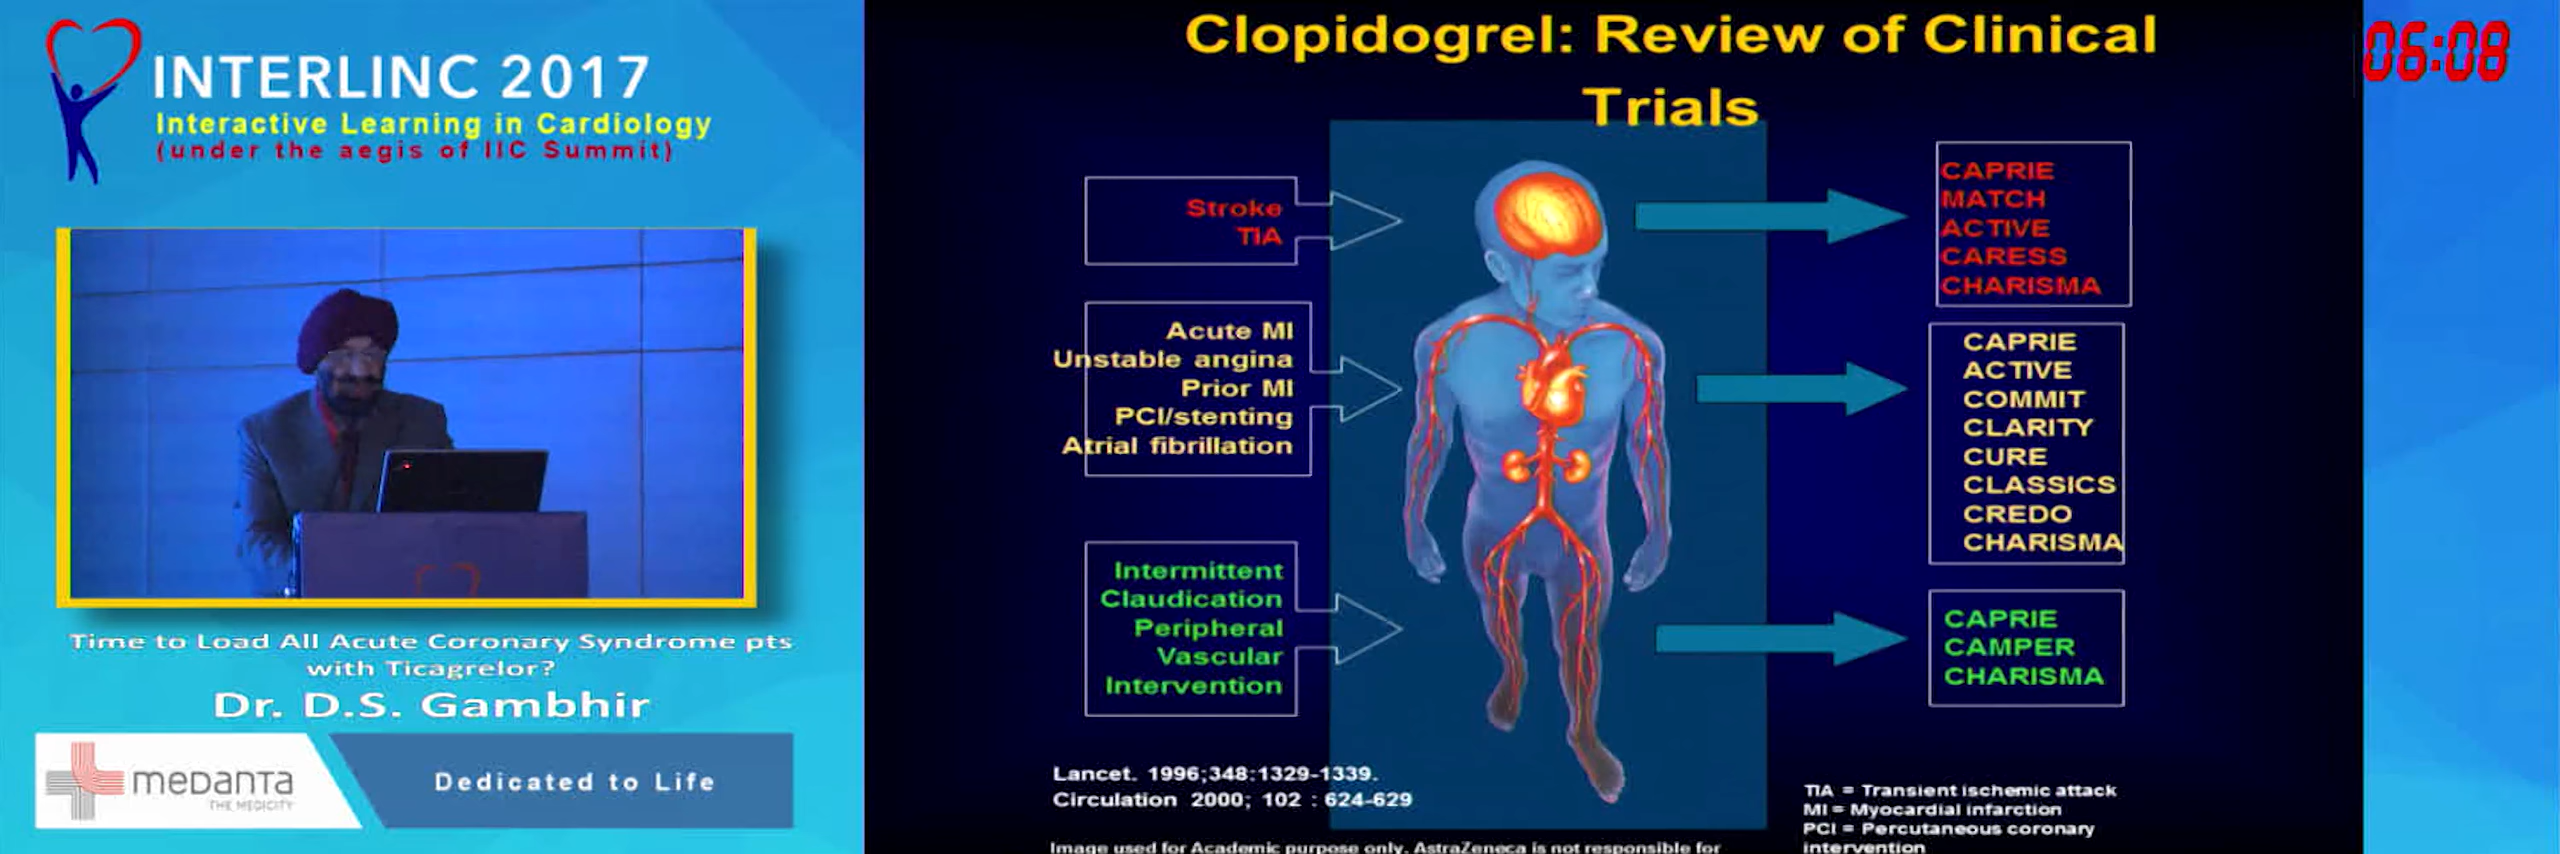 INTERLINC 2017
Interactive Learning in Cardiology
(under the aegis of IIC Summit)
Time to Load All Acute Coronary Syndrome pts
with Ticagrelor?
Dr. D.S. Gambhir
medanta
THE MEDICITY
Dedicated to Life
Clopidogrel: Review of Clinical
Trials
06:08
Stroke
TIA
CAPRIE
MATCH
ACTIVE
CARESS
CHARISMA
Acute MI
Unstable angina
Prior MI
PCI/stenting
Atrial fibrillation
CAPRIE
ACTIVE
COMMIT
CLARITY
CURE
CLASSICS
CREDO
CHARISMA
Intermittent
Claudication
Peripheral
Vascular
Intervention
CAPRIE
CAMPER
CHARISMA
Lancet. 1996;348:1329-1339.
Circulation 2000; 102 : 624-629
TIA = Transient ischemic attack
MI = Myocardial infarction
PCI = Percutaneous coronary
intervention
Image used for Academic purpose only. AstraZeneca is not responsible for